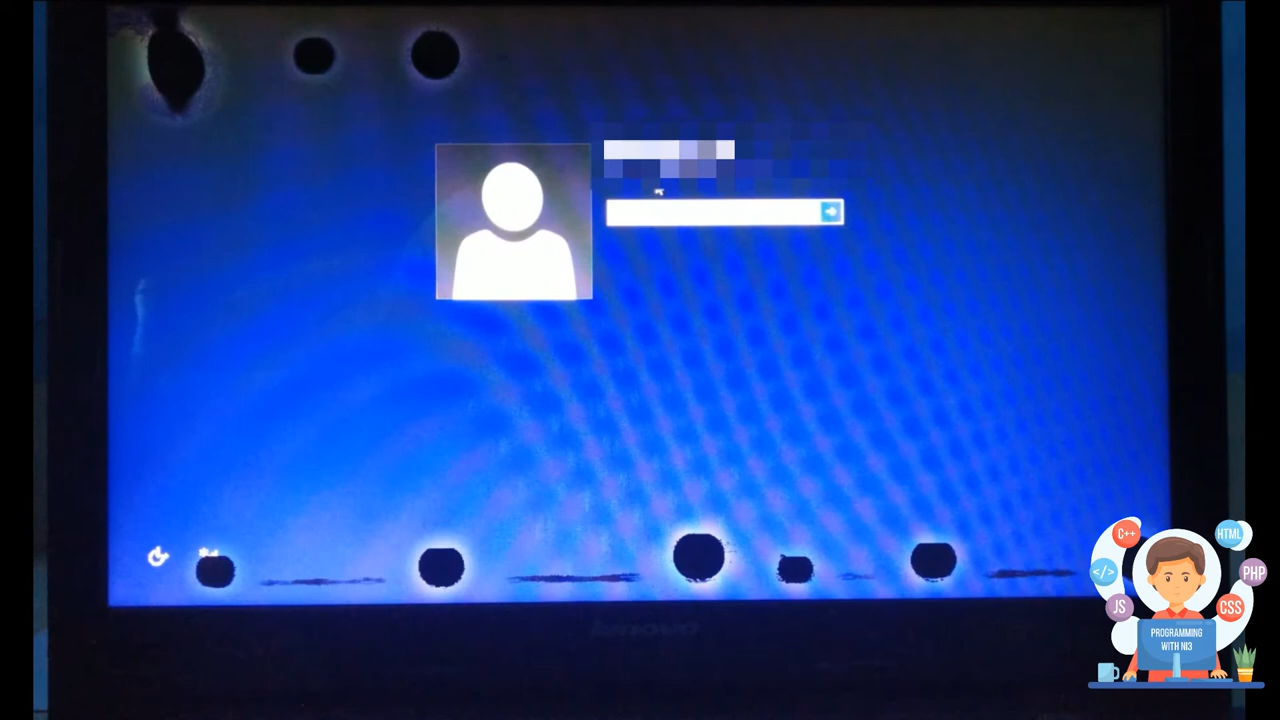 lenovo
C++
HTML
</>
PHP
JS
CSS
PROGRAMMING
WITH NI3